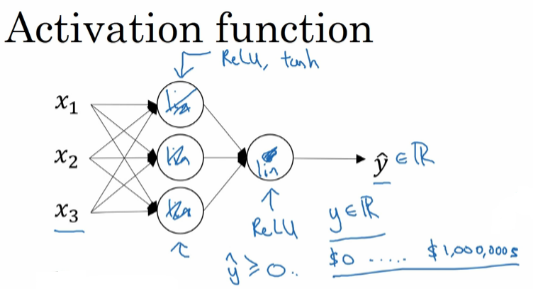 Activation function
ReLU, tanh
x₁
x₂
x₃
lin
ŷ ∈ ℝ
ReLU
y ∈ ℝ
ŷ ≥ 0..
$0 ..... $1,000,000s